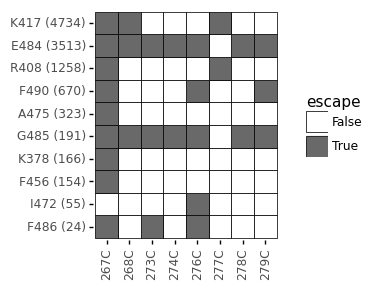 K417 (4734)
E484 (3513)
R408 (1258)
F490 (670)
A475 (323)
G485 (191)
K378 (166)
F456 (154)
I472 (55)
F486 (24)
267C
268C
273C
274C
276C
277C
278C
279C
escape
False
True